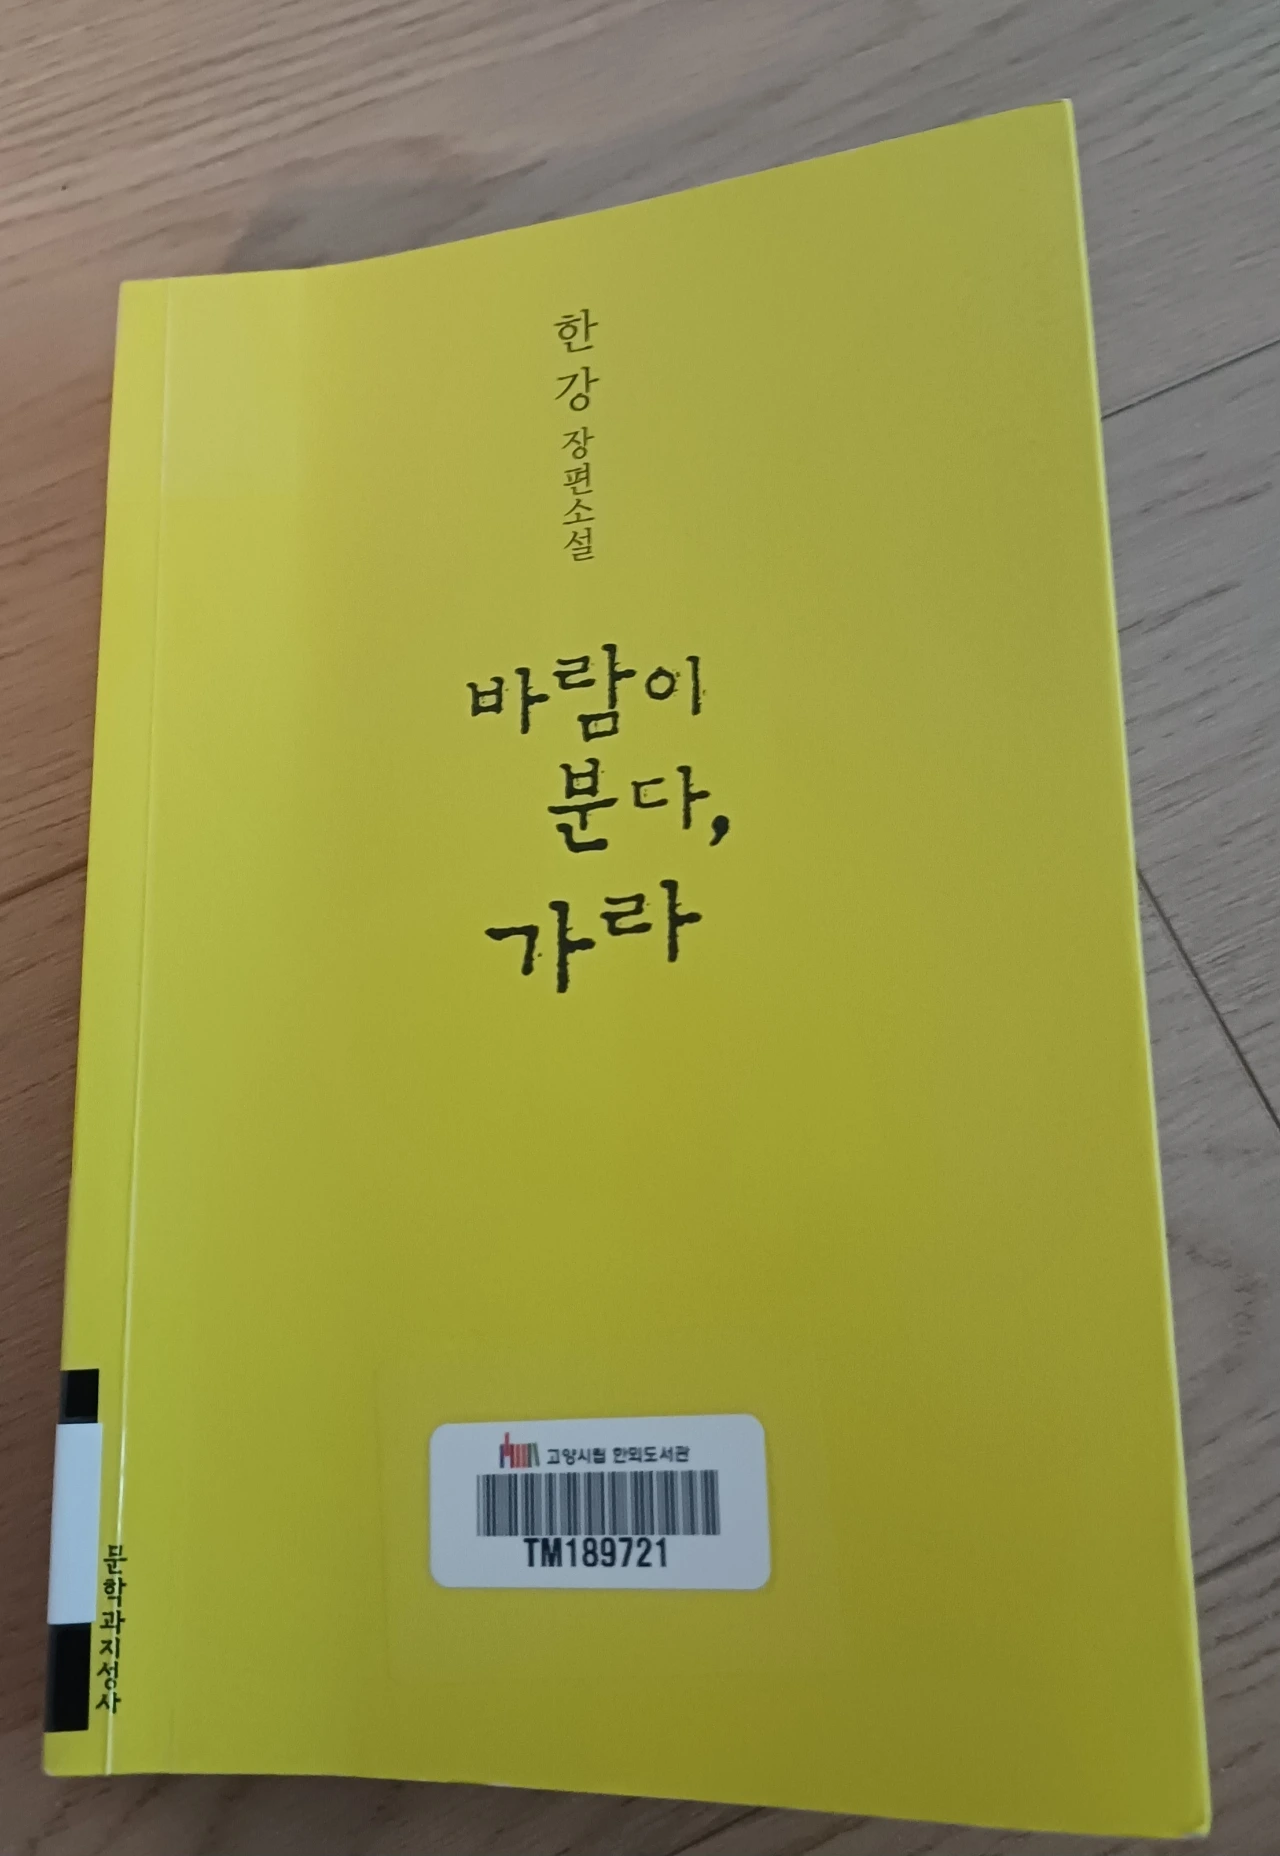 한강 장편소설
바람이
분다,
가라
고양시립 한뫼도서관
TM189721
문학과지성사